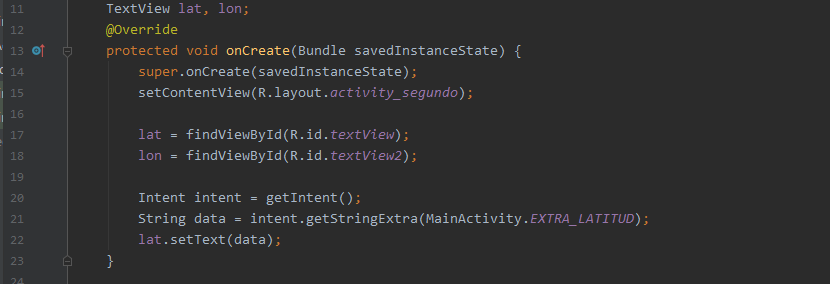 11 TextView lat, lon;
12 @Override
13 protected void onCreate(Bundle savedInstanceState) {
14 super.onCreate(savedInstanceState);
15 setContentView(R.layout.activity_segundo);
16
17 lat = findViewById(R.id.textView);
18 lon = findViewById(R.id.textView2);
19
20 Intent intent = getIntent();
21 String data = intent.getStringExtra(MainActivity.EXTRA_LATITUD);
22 lat.setText(data);
23 }
24